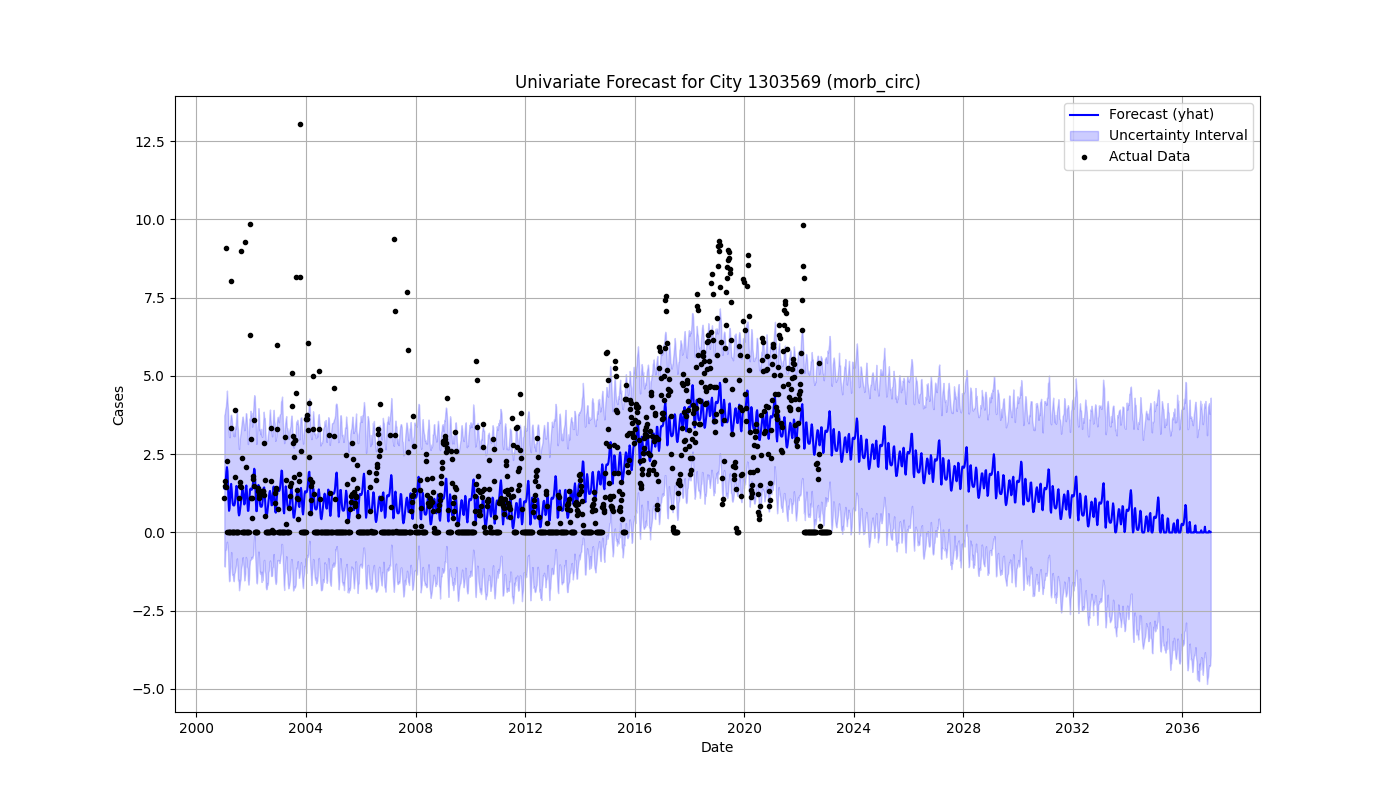 Univariate Forecast for City 1303569 (morb_circ)
Forecast (yhat)
Uncertainty Interval
Actual Data
Cases
12.5
10.0
7.5
5.0
2.5
0.0
−2.5
−5.0
2000 2004 2008 2012 2016 2020 2024 2028 2032 2036
Date